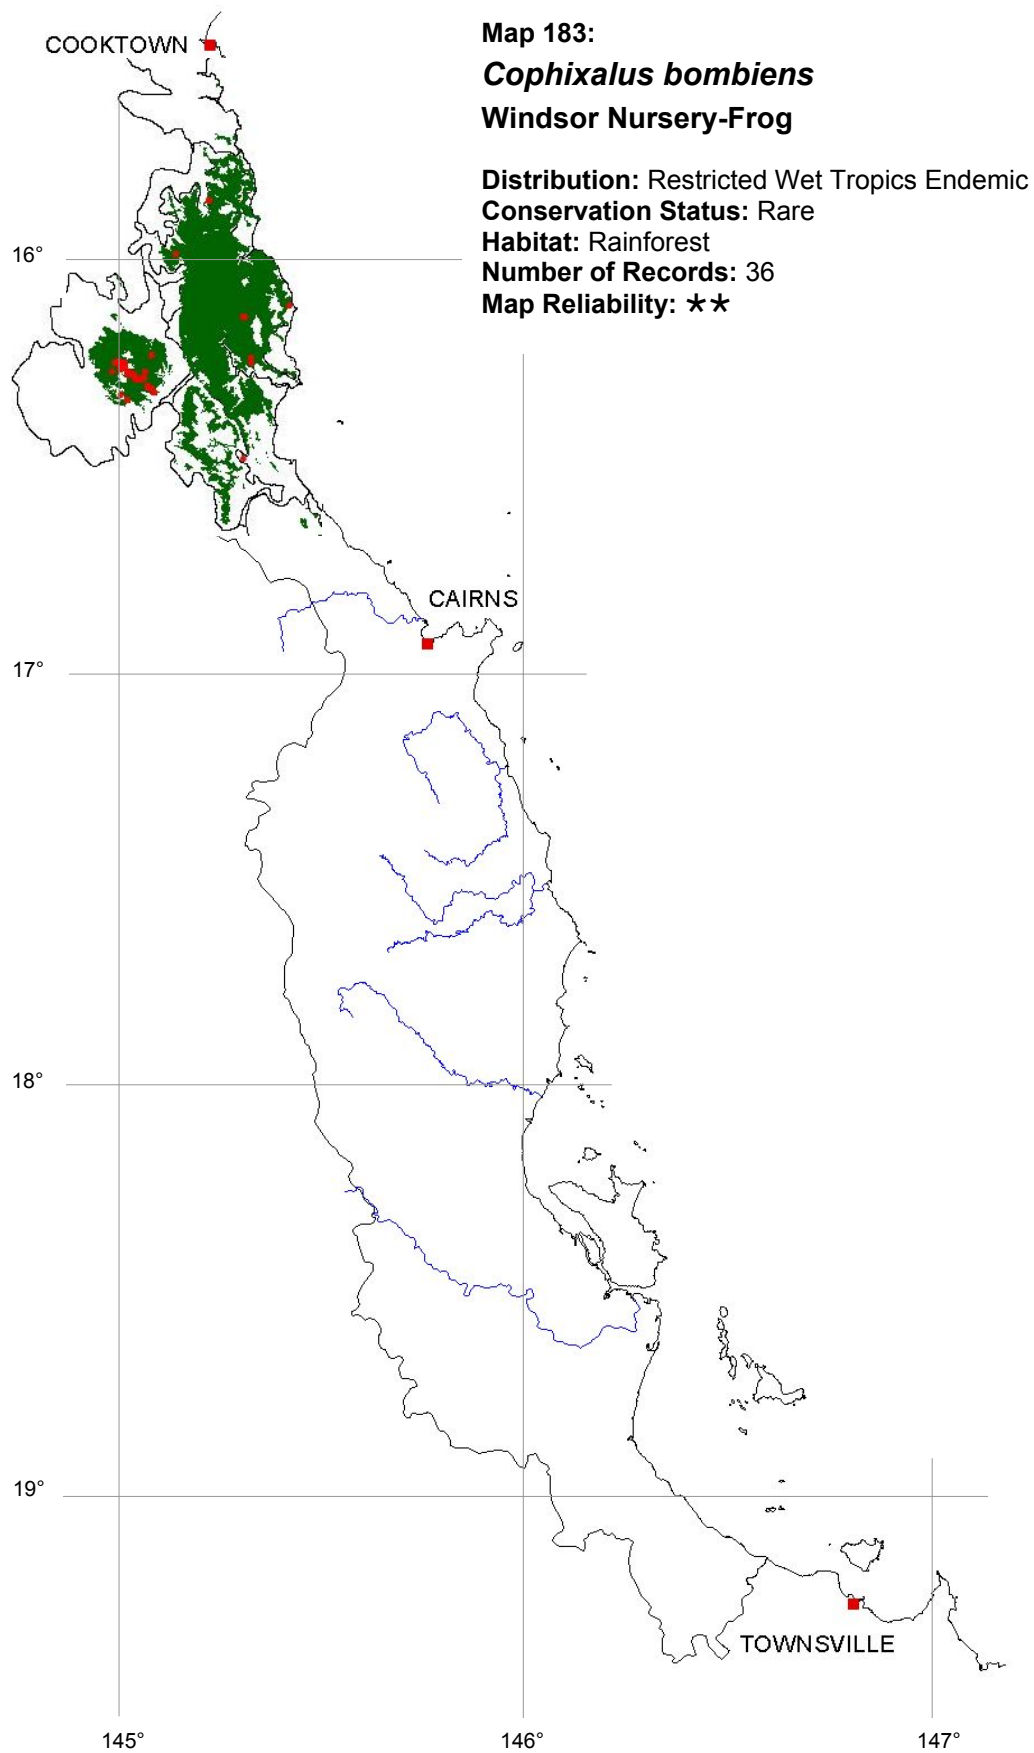 Map 183:
Cophixalus bombiens
Windsor Nursery-Frog
Distribution: Restricted Wet Tropics Endemic
Conservation Status: Rare
Habitat: Rainforest
Number of Records: 36
Map Reliability: **
COOKTOWN
16°
CAIRNS
17°
18°
19°
TOWNSVILLE
145°
146°
147°